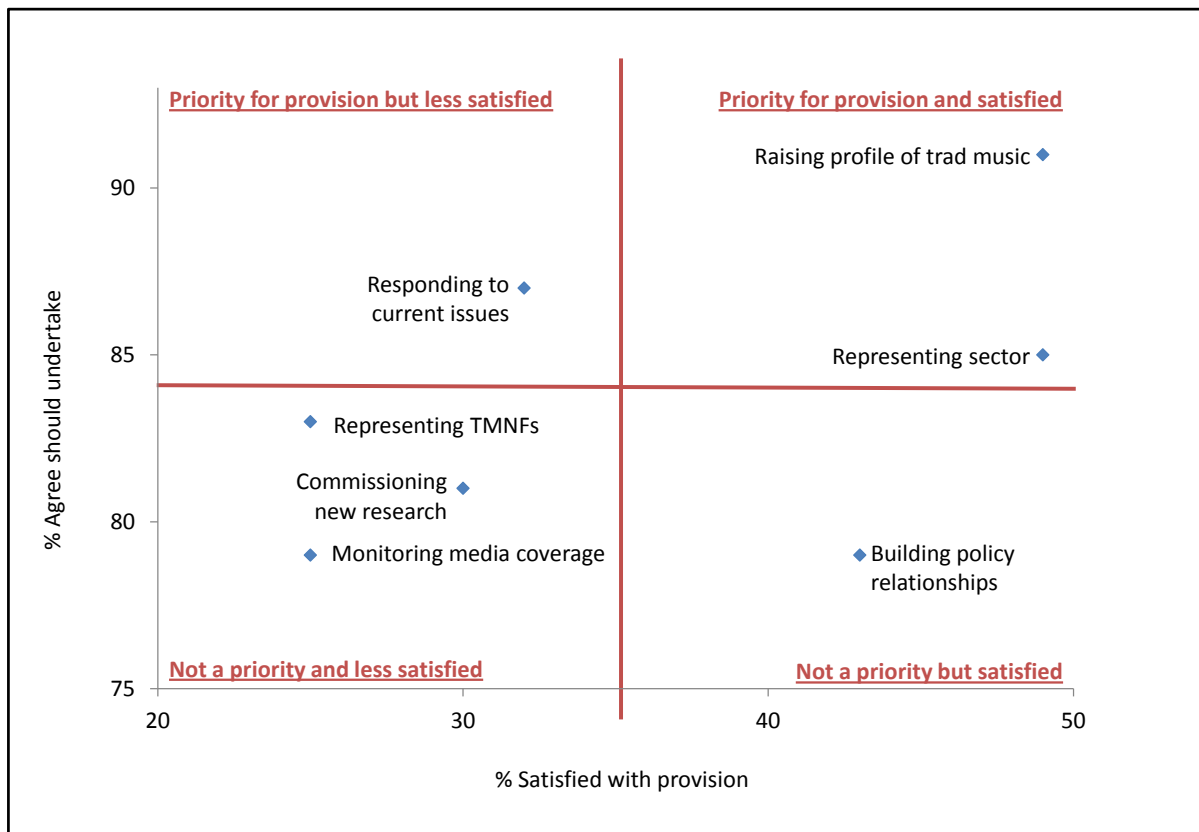 Priority for provision but less satisfied
Priority for provision and satisfied
Raising profile of trad music
90
Responding to
current issues
85
Representing sector
Representing TMNFs
Commissioning
new research
80
Monitoring media coverage
Building policy
relationships
Not a priority and less satisfied
Not a priority but satisfied
75
20
30
40
50
% Satisfied with provision
% Agree should undertake